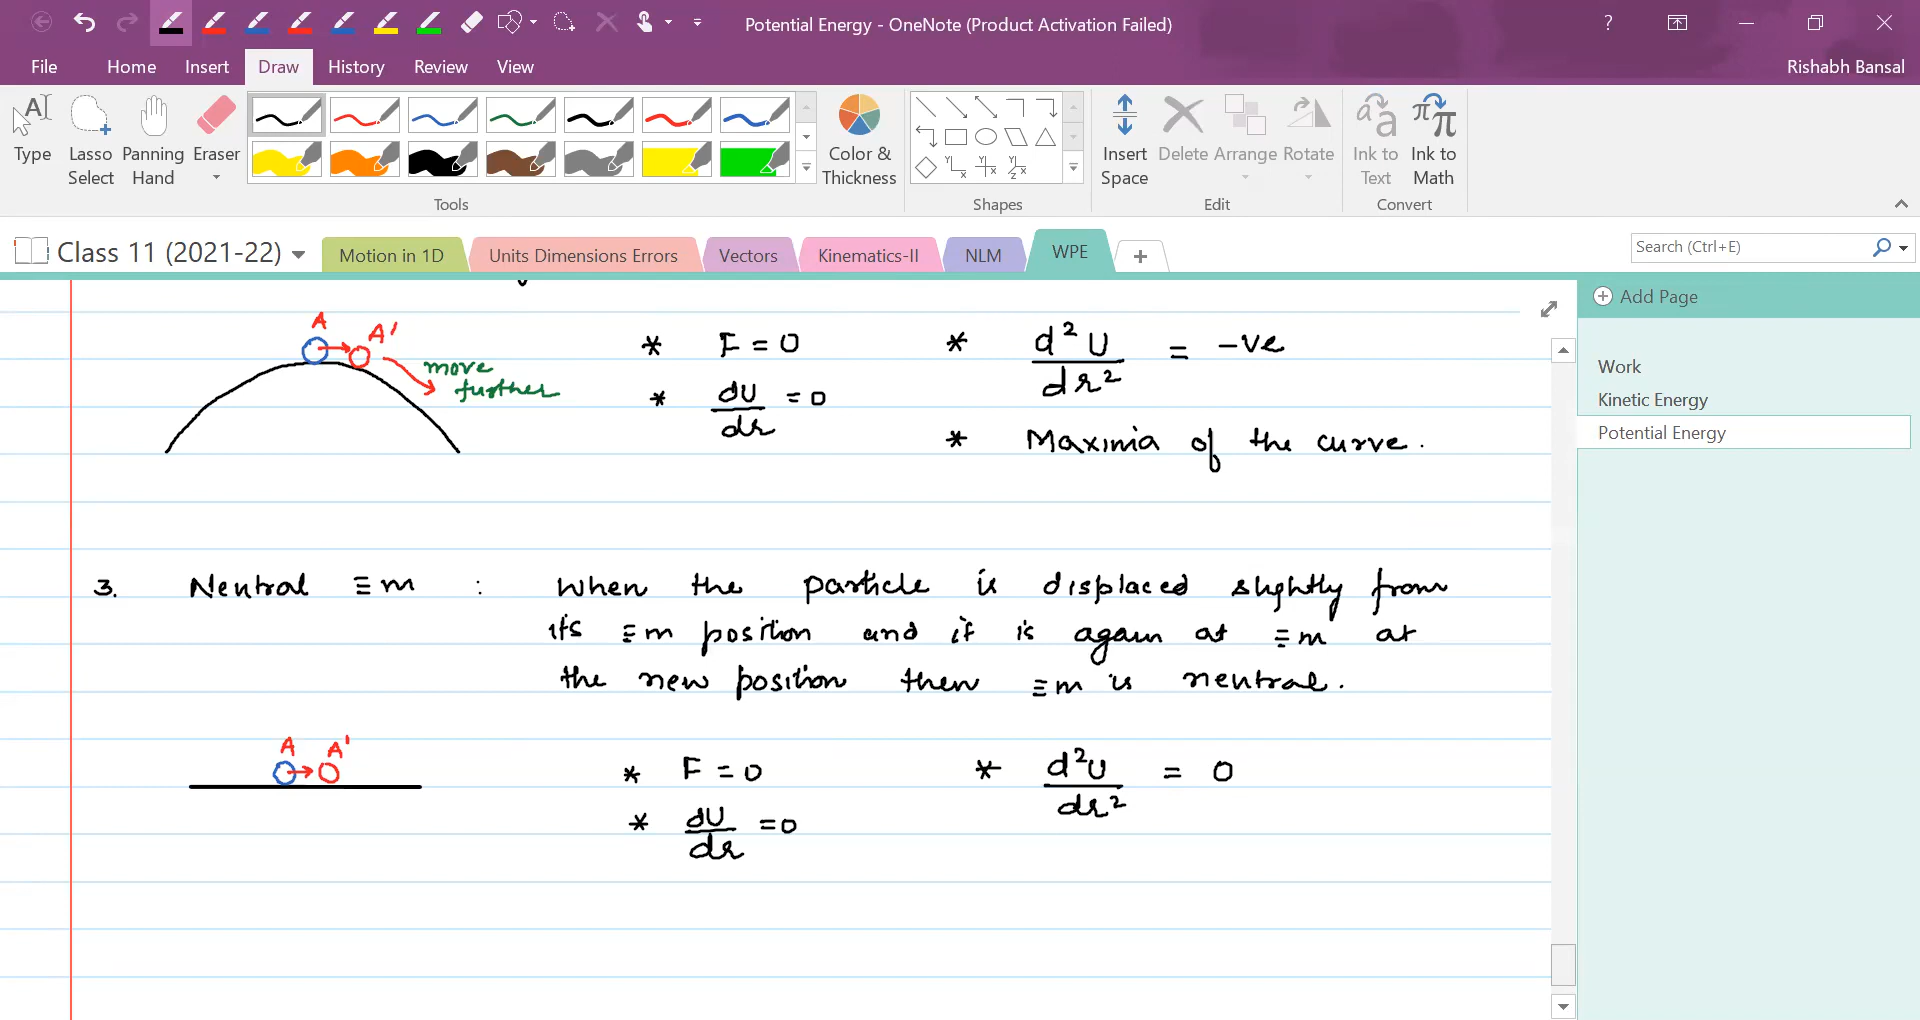 Potential Energy - OneNote (Product Activation Failed)
?
File Home Insert Draw History Review View
Rishabh Bansal
Type
Lasso Select
Panning Hand
Eraser
Color & Thickness
Insert Space
Delete
Arrange
Rotate
Ink to Text
Ink to Math
Tools
Shapes
Edit
Convert
Class 11 (2021-22)
Motion in 1D
Units Dimensions Errors
Vectors
Kinematics-II
NLM
WPE
Search (Ctrl+E)
Add Page
Work
Kinetic Energy
Potential Energy
A A'
move
further
* F = 0
* dU/dr = 0
* d²U/dr² = -ve
* Maxima of the curve.
3. Neutral ≡m : When the particle is displaced slightly from
its ≡m position and if is again at ≡m at
the new position then ≡m is neutral.
A A'
* F = 0
* dU/dr = 0
* d²U/dr² = 0